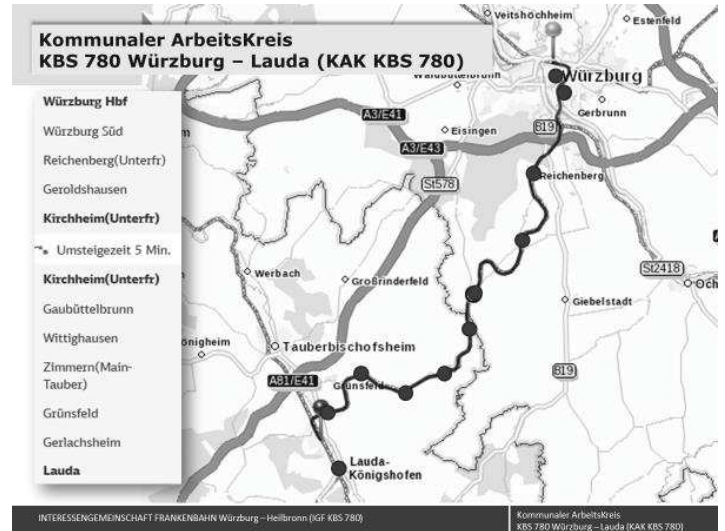 Kommunaler ArbeitsKreis
KBS 780 Würzburg – Lauda (KAK KBS 780)
Würzburg Hbf
Würzburg Süd
Reichenberg(Unterfr)
Geroldshausen
Kirchheim(Unterfr)
Umsteigezeit 5 Min.
Kirchheim(Unterfr)
Gaubüttelbrunn
Wittighausen
Zimmern(Main-
Tauber)
Grünsfeld
Gerlachsheim
Lauda
Veitshöchheim
Estenfeld
Würzburg
Gerbrunn
A3/E41
Eisingen
B19
A3/E43
Reichenberg
St578
Werbach
Großrinderfeld
St2418
Och
Giebelstadt
önigheim
Tauberbischofsheim
B19
A81/E41
Grünsfeld
Lauda-
Königshofen
INTERESSENGEMEINSCHAFT FRANKENBAHN Würzburg – Heilbronn (IGF KBS 780)
Kommunaler ArbeitsKreis
KBS 780 Würzburg – Lauda (KAK KBS 780)